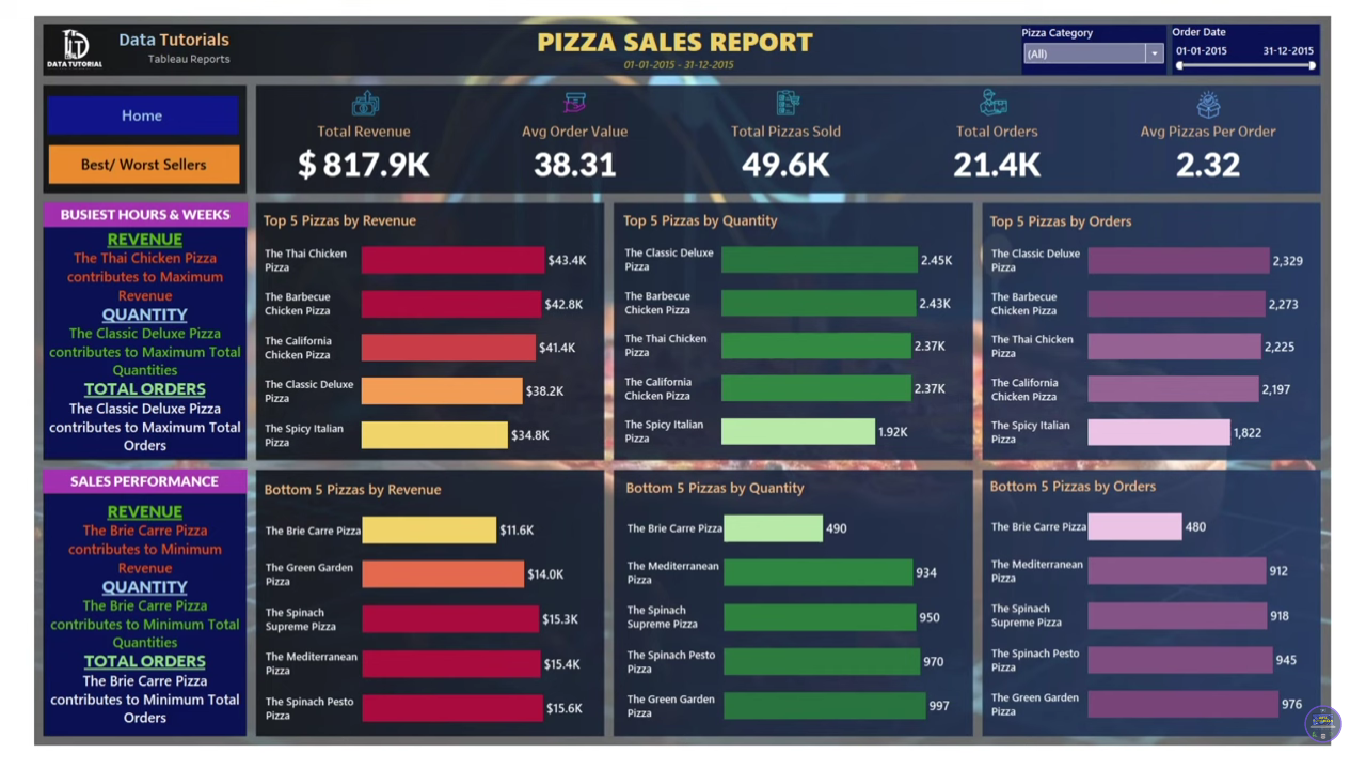 DATA TUTORIAL
Data Tutorials
Tableau Reports
PIZZA SALES REPORT
01-01-2015 - 31-12-2015
Pizza Category
(All)
Order Date
01-01-2015 31-12-2015
Home
Best/ Worst Sellers
Total Revenue
$ 817.9K
Avg Order Value
38.31
Total Pizzas Sold
49.6K
Total Orders
21.4K
Avg Pizzas Per Order
2.32
BUSIEST HOURS & WEEKS
REVENUE
The Thai Chicken Pizza
contributes to Maximum
Revenue
QUANTITY
The Classic Deluxe Pizza
contributes to Maximum Total
Quantities
TOTAL ORDERS
The Classic Deluxe Pizza
contributes to Maximum Total
Orders
Top 5 Pizzas by Revenue
The Thai Chicken
Pizza
$43.4K
The Barbecue
Chicken Pizza
$42.8K
The California
Chicken Pizza
$41.4K
The Classic Deluxe
Pizza
$38.2K
The Spicy Italian
Pizza
$34.8K
Top 5 Pizzas by Quantity
The Classic Deluxe
Pizza
2.45K
The Barbecue
Chicken Pizza
2.43K
The Thai Chicken
Pizza
2.37K
The California
Chicken Pizza
2.37K
The Spicy Italian
Pizza
1.92K
Top 5 Pizzas by Orders
The Classic Deluxe
Pizza
2,329
The Barbecue
Chicken Pizza
2,273
The Thai Chicken
Pizza
2,225
The California
Chicken Pizza
2,197
The Spicy Italian
Pizza
1,822
SALES PERFORMANCE
REVENUE
The Brie Carre Pizza
contributes to Minimum
Revenue
QUANTITY
The Brie Carre Pizza
contributes to Minimum Total
Quantities
TOTAL ORDERS
The Brie Carre Pizza
contributes to Minimum Total
Orders
Bottom 5 Pizzas by Revenue
The Brie Carre Pizza
$11.6K
The Green Garden
Pizza
$14.0K
The Spinach
Supreme Pizza
$15.3K
The Mediterranean
Pizza
$15.4K
The Spinach Pesto
Pizza
$15.6K
Bottom 5 Pizzas by Quantity
The Brie Carre Pizza
490
The Mediterranean
Pizza
934
The Spinach
Supreme Pizza
950
The Spinach Pesto
Pizza
970
The Green Garden
Pizza
997
Bottom 5 Pizzas by Orders
The Brie Carre Pizza
480
The Mediterranean
Pizza
912
The Spinach
Supreme Pizza
918
The Spinach Pesto
Pizza
945
The Green Garden
Pizza
976